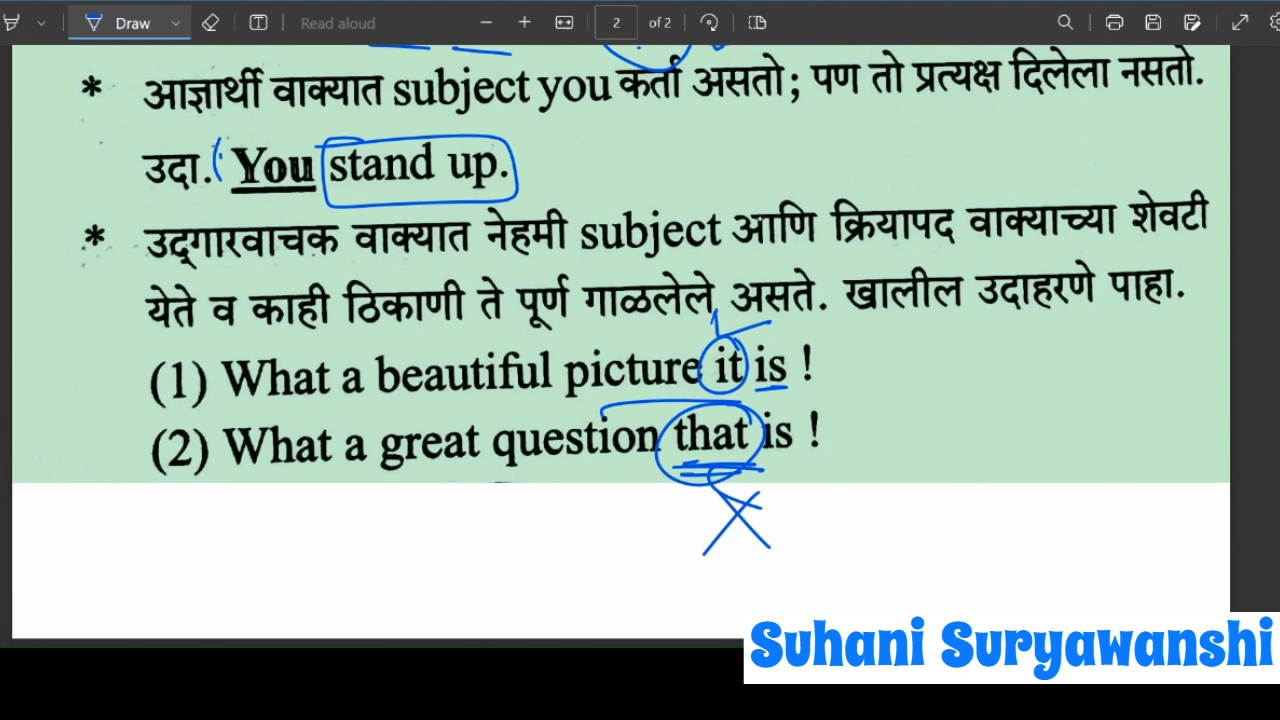 Draw
Read aloud
2 of 2
* आज्ञार्थी वाक्यात subject you कर्ता असतो; पण तो प्रत्यक्ष दिलेला नसतो.
उदा. You stand up.
* उद्‌गारवाचक वाक्यात नेहमी subject आणि क्रियापद वाक्याच्या शेवटी
येते व काही ठिकाणी ते पूर्ण गाळलेले असते. खालील उदाहरणे पाहा.
(1) What a beautiful picture it is !
(2) What a great question that is !
Suhani Suryawanshi